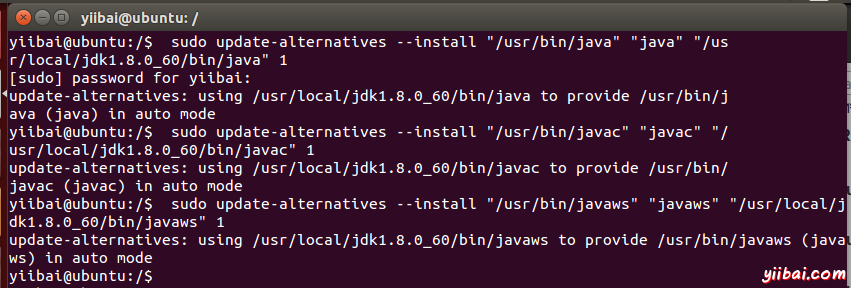 yiibai@ubuntu: /
yiibai@ubuntu:/$  sudo update-alternatives --install "/usr/bin/java" "java" "/us
r/local/jdk1.8.0_60/bin/java" 1
[sudo] password for yiibai:
update-alternatives: using /usr/local/jdk1.8.0_60/bin/java to provide /usr/bin/j
ava (java) in auto mode
yiibai@ubuntu:/$  sudo update-alternatives --install "/usr/bin/javac" "javac" "/
usr/local/jdk1.8.0_60/bin/javac" 1
update-alternatives: using /usr/local/jdk1.8.0_60/bin/javac to provide /usr/bin/
javac (javac) in auto mode
yiibai@ubuntu:/$  sudo update-alternatives --install "/usr/bin/javaws" "javaws" "/usr/local/j
dk1.8.0_60/bin/javaws" 1
update-alternatives: using /usr/local/jdk1.8.0_60/bin/javaws to provide /usr/bin/javaws (java
ws) in auto mode
yiibai@ubuntu:/$
yiibai.com